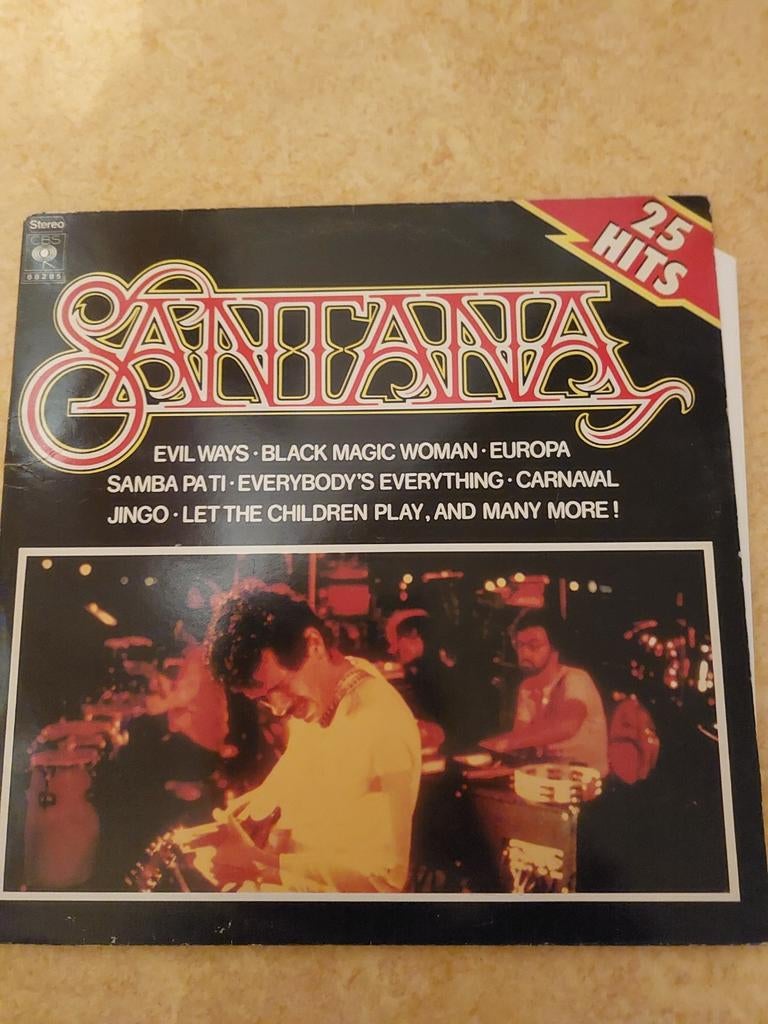 Stereo
CBS
88285
25
HITS
SANTANA
EVIL WAYS · BLACK MAGIC WOMAN · EUROPA
SAMBA PA TI · EVERYBODY'S EVERYTHING · CARNAVAL
JINGO · LET THE CHILDREN PLAY, AND MANY MORE!